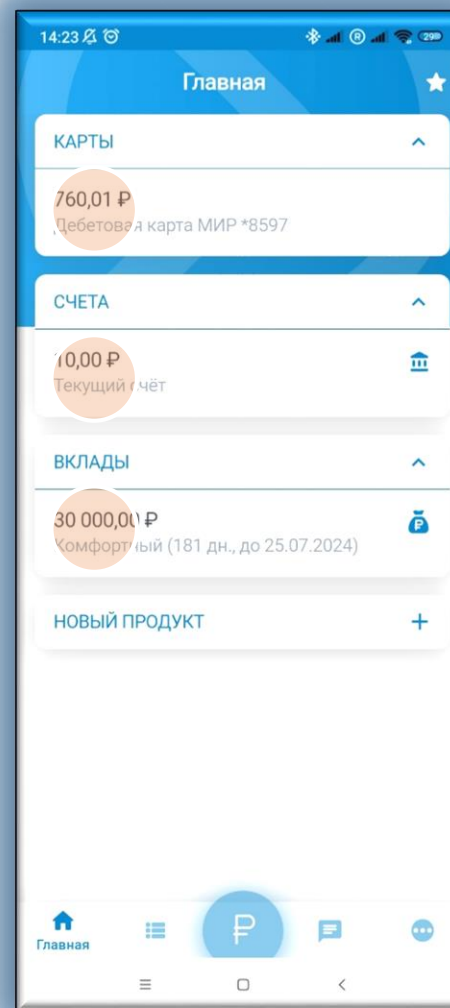 14:23
29
Главная
КАРТЫ
760,01 ₽
Дебетовая карта МИР *8597
СЧЕТА
10,00 ₽
Текущий счёт
ВКЛАДЫ
30 000,00 ₽
Комфортный (181 дн., до 25.07.2024)
НОВЫЙ ПРОДУКТ
₽
Главная